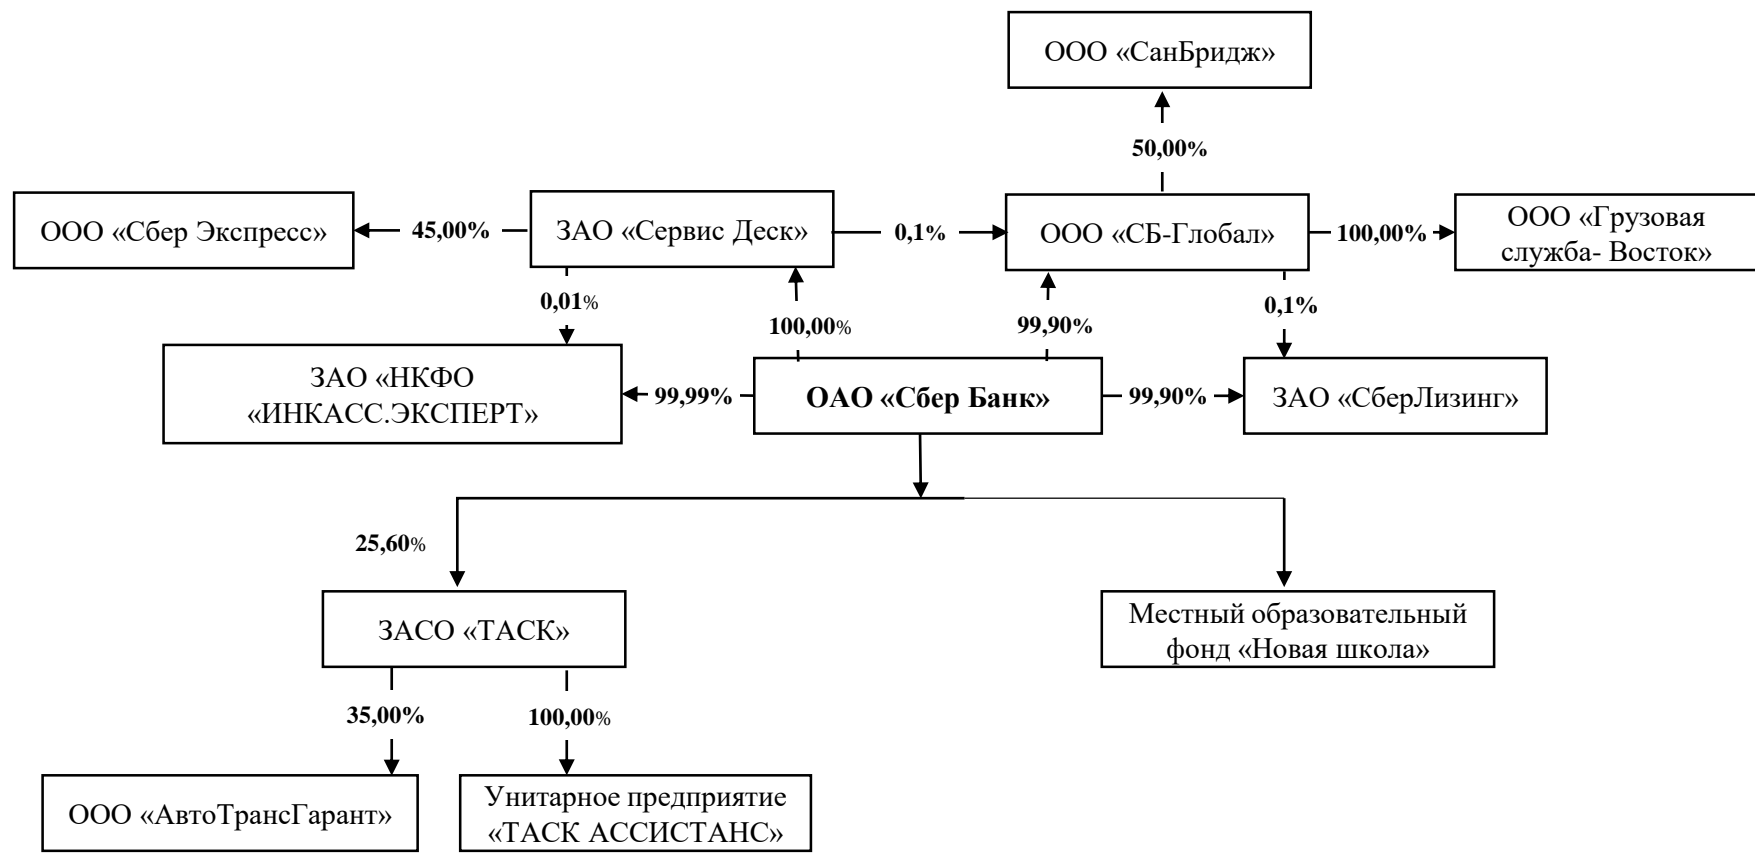 ООО «СанБридж»
50,00%
ООО «Сбер Экспресс»
45,00%
ЗАО «Сервис Деск»
0,1%
ООО «СБ-Глобал»
100,00%
ООО «Грузовая
служба- Восток»
0,01%
100,00%
99,90%
0,1%
ЗАО «НКФО
«ИНКАСС.ЭКСПЕРТ»
99,99%
ОАО «Сбер Банк»
99,90%
ЗАО «СберЛизинг»
25,60%
ЗАСО «ТАСК»
Местный образовательный
фонд «Новая школа»
35,00%
100,00%
ООО «АвтоТрансГарант»
Унитарное предприятие
«ТАСК АССИСТАНС»